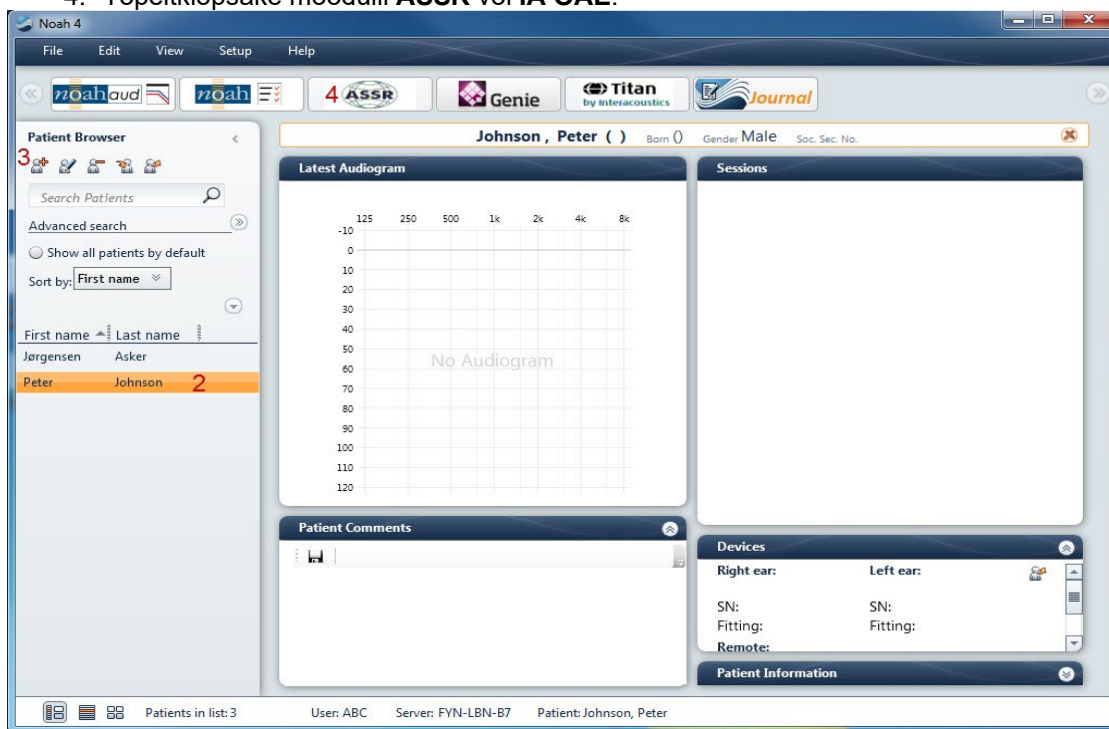 4. Topeltklõpsake moodulil ASSR või IA OAE.
Noah 4
File Edit View Setup Help
noah aud noah 4 ASSR Genie Titan by Interacoustics Journal
Patient Browser
3
Search Patients
Advanced search
Show all patients by default
Sort by: First name
First name Last name
Jørgensen Asker
Peter Johnson 2
Johnson , Peter ( ) Born () Gender Male Soc. Sec. No.
Latest Audiogram
125 250 500 1k 2k 4k 8k
-10
0
10
20
30
40
50
60
70
80
90
100
110
120
No Audiogram
Patient Comments
Sessions
Devices
Right ear: Left ear:
SN: SN:
Fitting: Fitting:
Remote:
Patient Information
Patients in list: 3 User: ABC Server: FYN-LBN-B7 Patient: Johnson, Peter